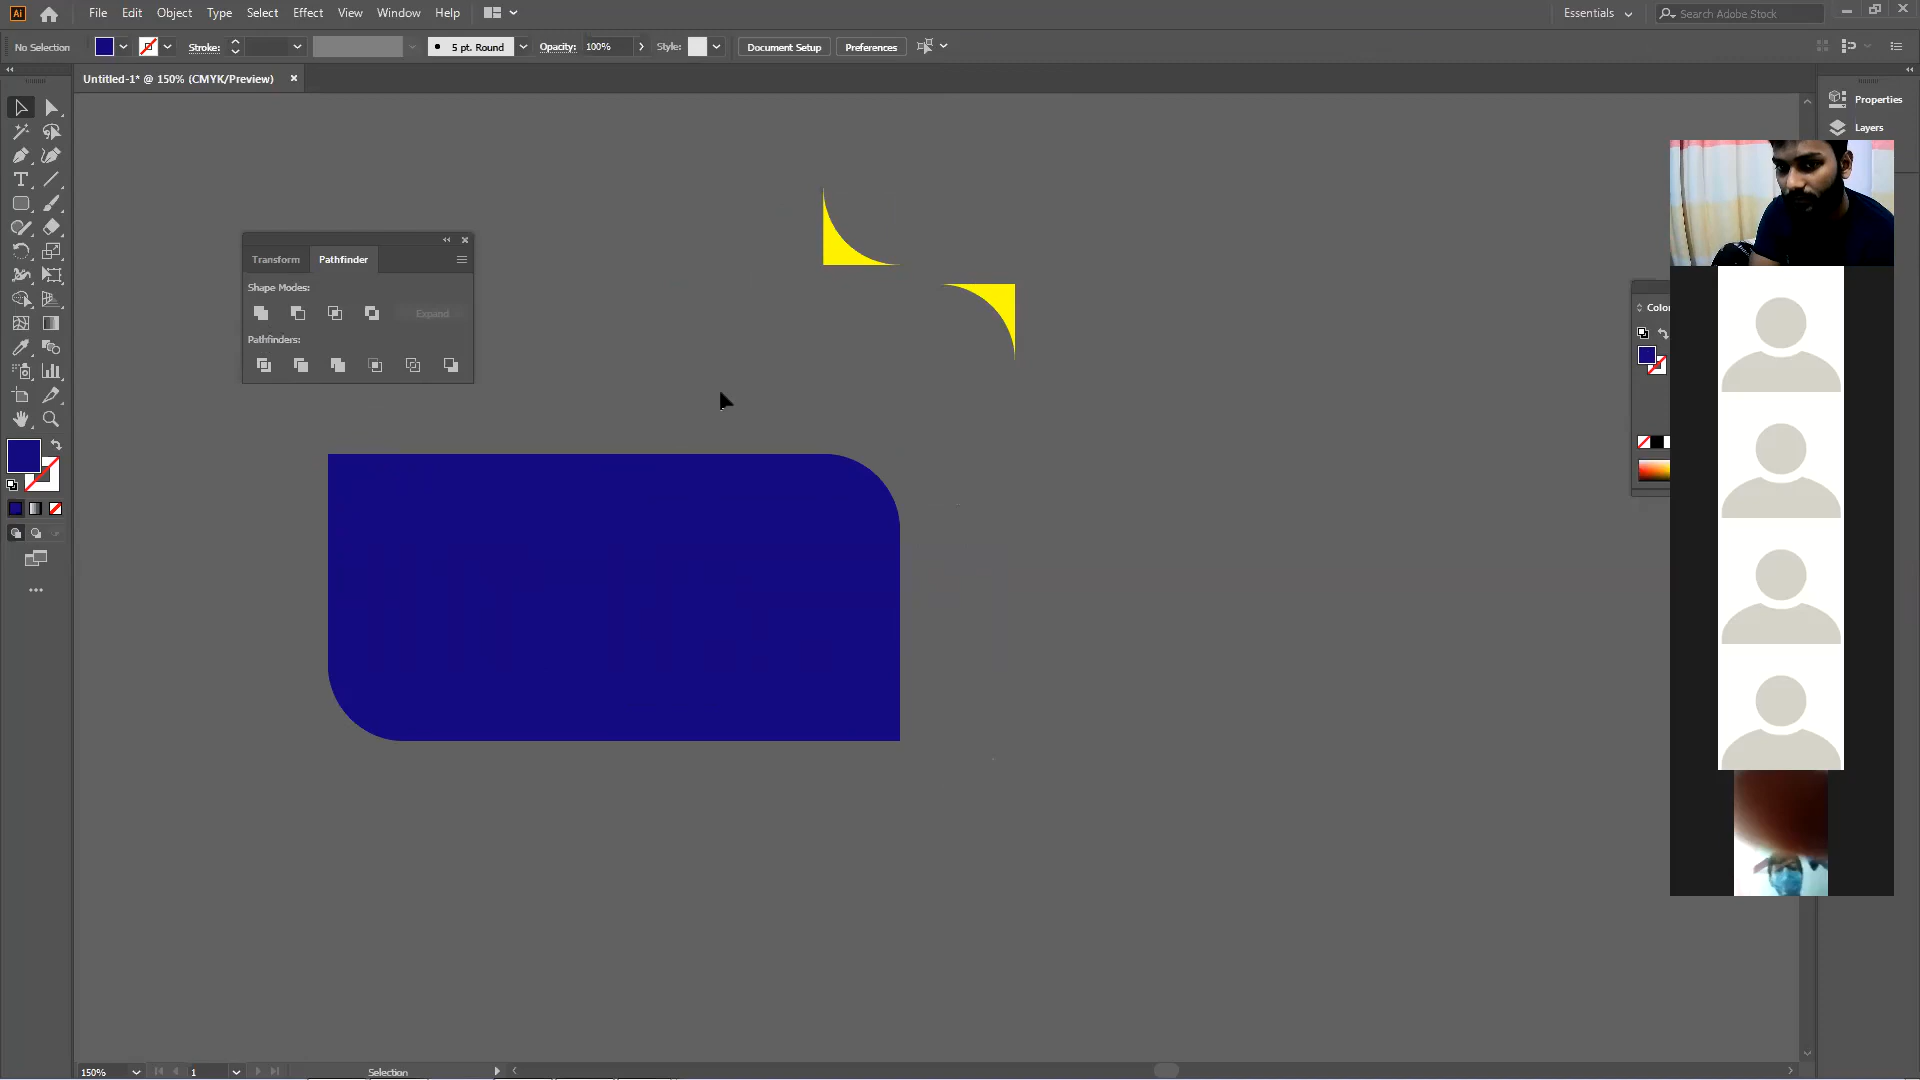 Ai File Edit Object Type Select Effect View Window Help Essentials Search Adobe Stock
No Selection Stroke: 5 pt. Round Opacity: 100% Style: Document Setup Preferences
Untitled-1* @ 150% (CMYK/Preview)
Properties
Layers
Transform Pathfinder
Shape Modes:
Expand
Pathfinders:
Color
150% 1 Selection